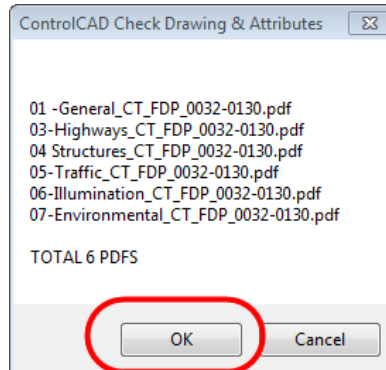 ControlCAD Check Drawing & Attributes
01 -General_CT_FDP_0032-0130.pdf
03-Highways_CT_FDP_0032-0130.pdf
04 Structures_CT_FDP_0032-0130.pdf
05-Traffic_CT_FDP_0032-0130.pdf
06-Illumination_CT_FDP_0032-0130.pdf
07-Environmental_CT_FDP_0032-0130.pdf
TOTAL 6 PDFS
OK Cancel